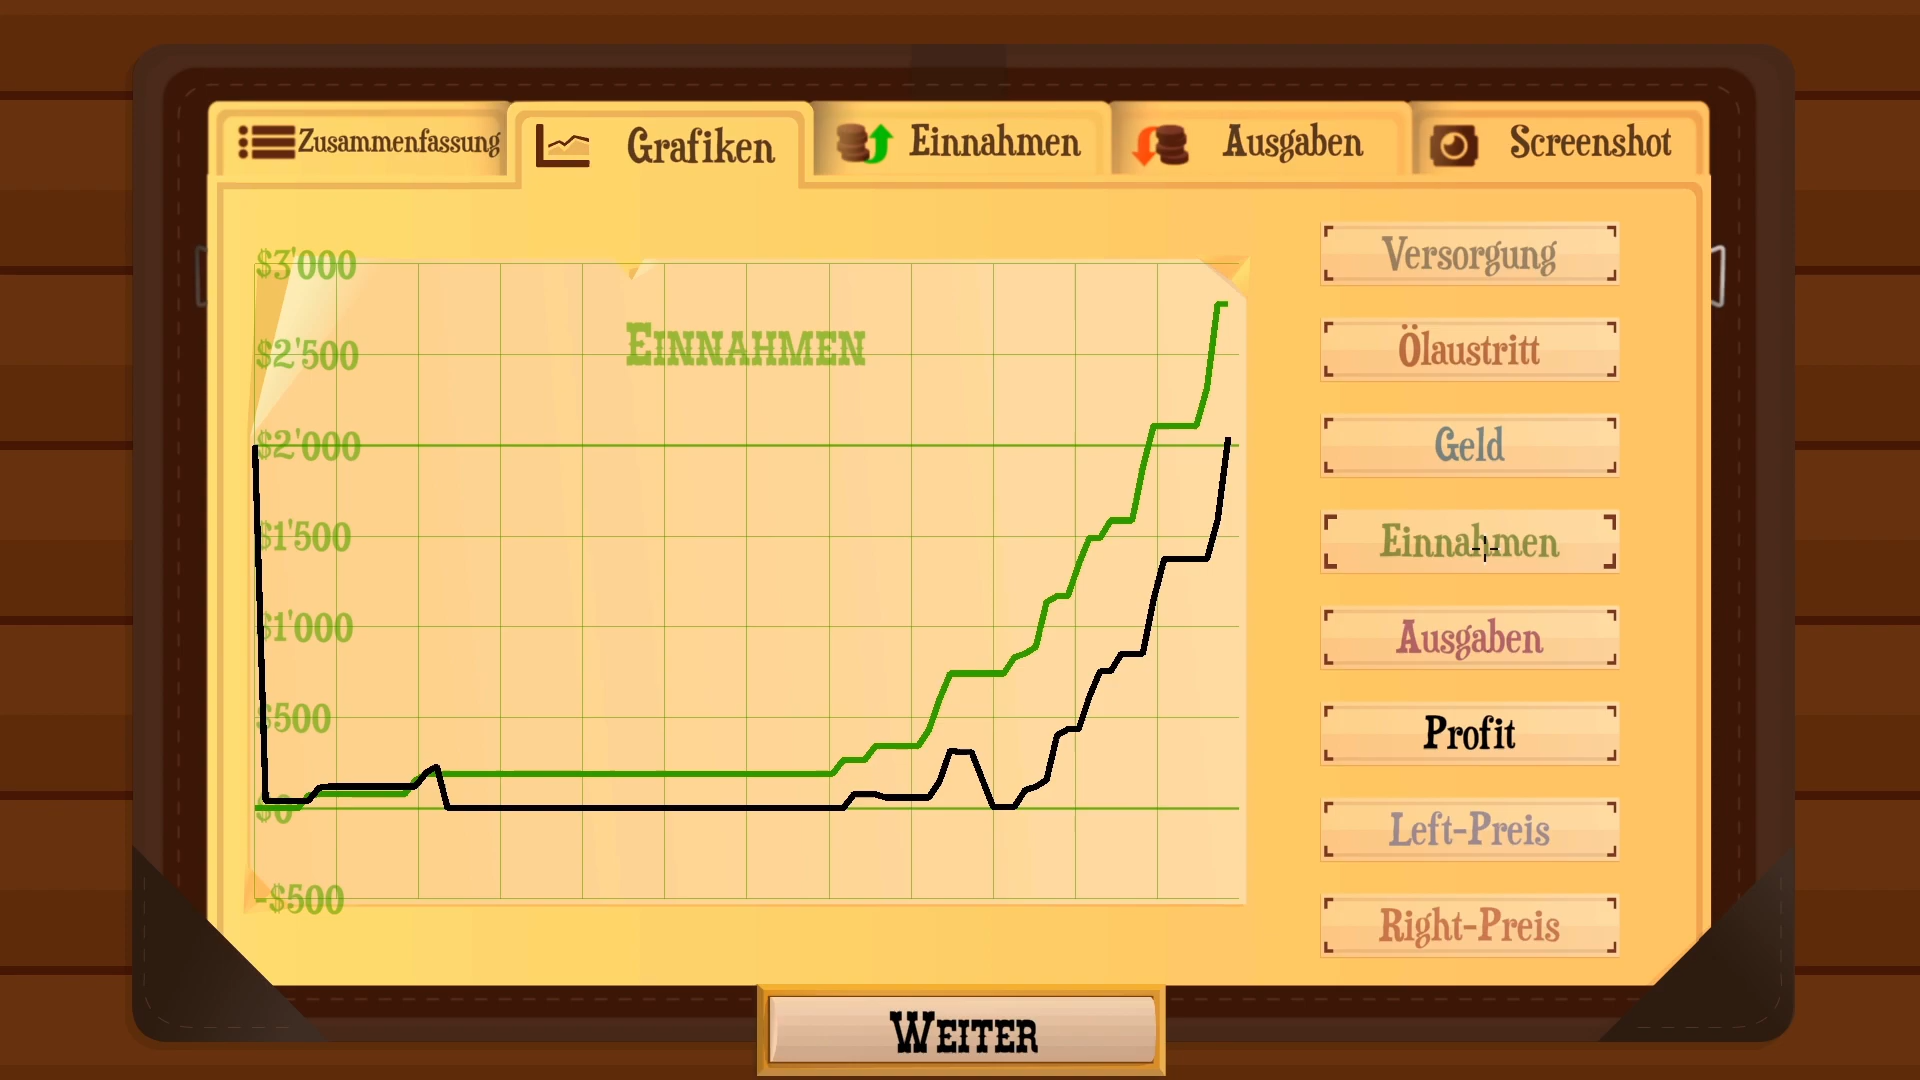 Zusammenfassung
Grafiken
Einnahmen
Ausgaben
Screenshot
$3'000
$2'500
$2'000
$1'500
$1'000
$500
$0
-$500
EINNAHMEN
Versorgung
Ölaustritt
Geld
Einnahmen
Ausgaben
Profit
Left-Preis
Right-Preis
WEITER